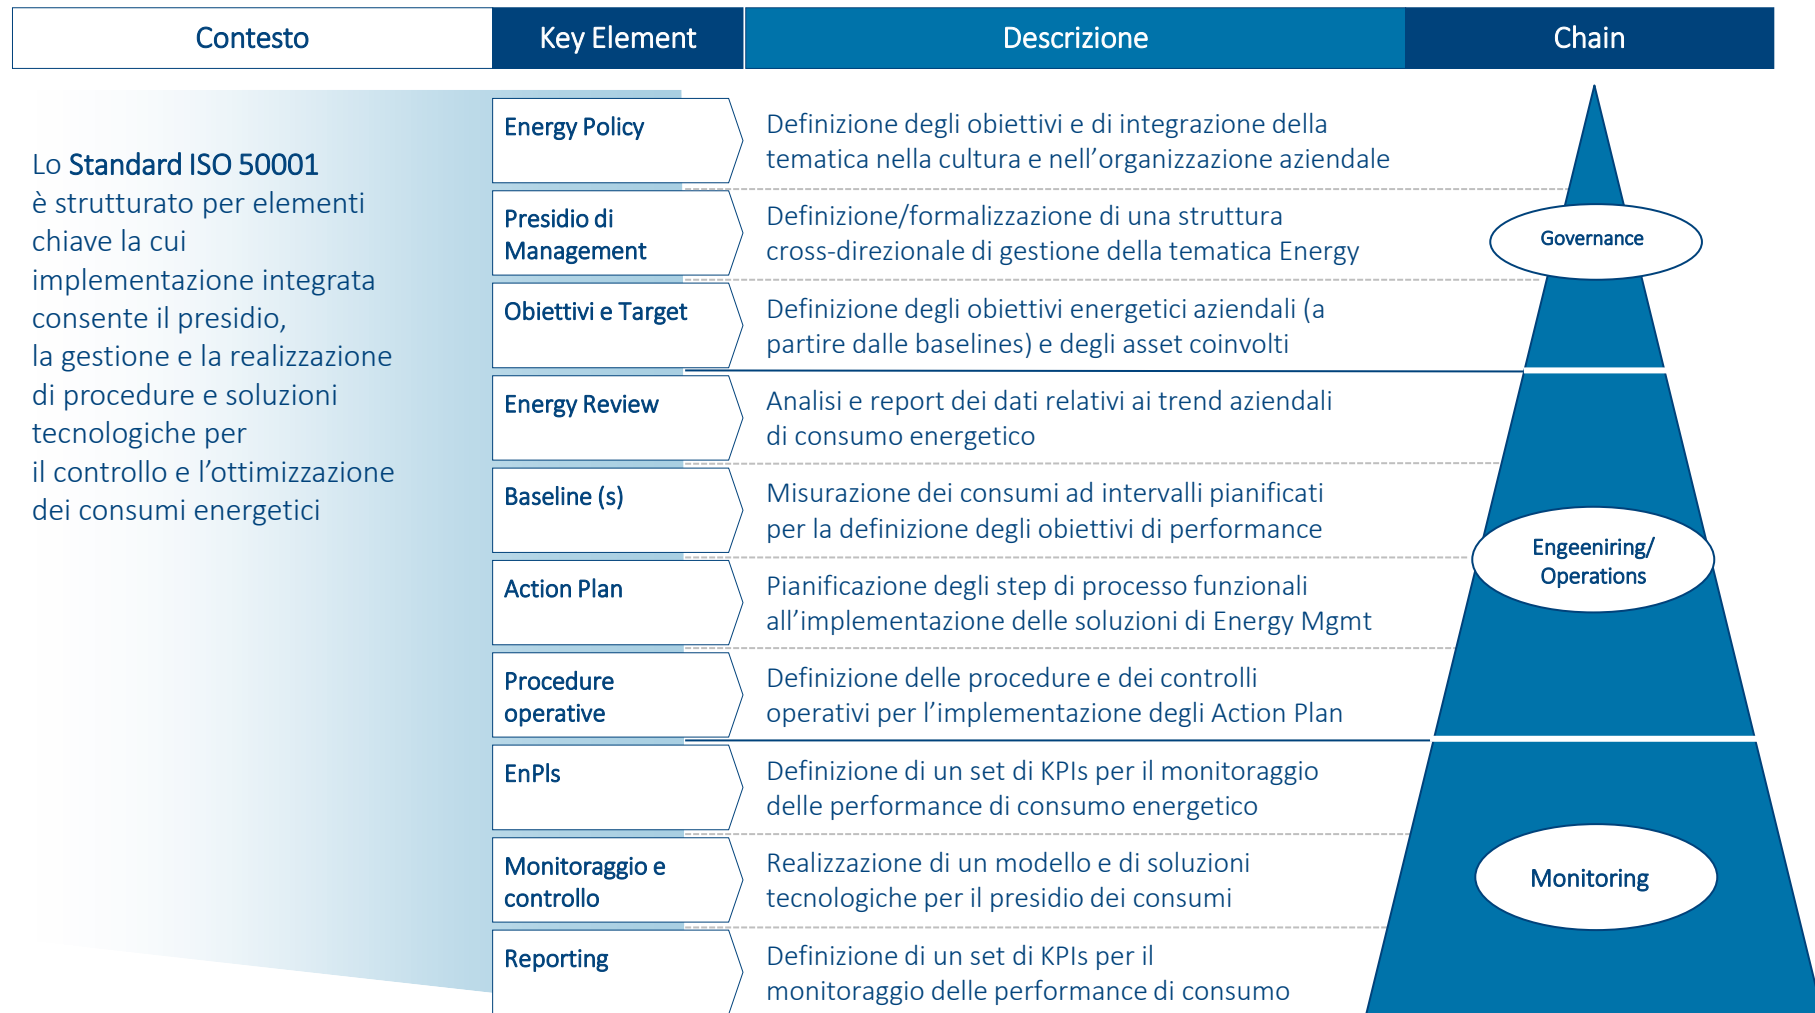 Contesto
Key Element
Descrizione
Chain
Lo Standard ISO 50001
è strutturato per elementi
chiave la cui
implementazione integrata
consente il presidio,
la gestione e la realizzazione
di procedure e soluzioni
tecnologiche per
il controllo e l’ottimizzazione
dei consumi energetici
Energy Policy
Definizione degli obiettivi e di integrazione della
tematica nella cultura e nell’organizzazione aziendale
Presidio di
Management
Definizione/formalizzazione di una struttura
cross-direzionale di gestione della tematica Energy
Obiettivi e Target
Definizione degli obiettivi energetici aziendali (a
partire dalle baselines) e degli asset coinvolti
Governance
Energy Review
Analisi e report dei dati relativi ai trend aziendali
di consumo energetico
Baseline (s)
Misurazione dei consumi ad intervalli pianificati
per la definizione degli obiettivi di performance
Action Plan
Pianificazione degli step di processo funzionali
all’implementazione delle soluzioni di Energy Mgmt
Procedure
operative
Definizione delle procedure e dei controlli
operativi per l’implementazione degli Action Plan
Engeeniring/
Operations
EnPls
Definizione di un set di KPIs per il monitoraggio
delle performance di consumo energetico
Monitoraggio e
controllo
Realizzazione di un modello e di soluzioni
tecnologiche per il presidio dei consumi
Reporting
Definizione di un set di KPIs per il
monitoraggio delle performance di consumo
Monitoring